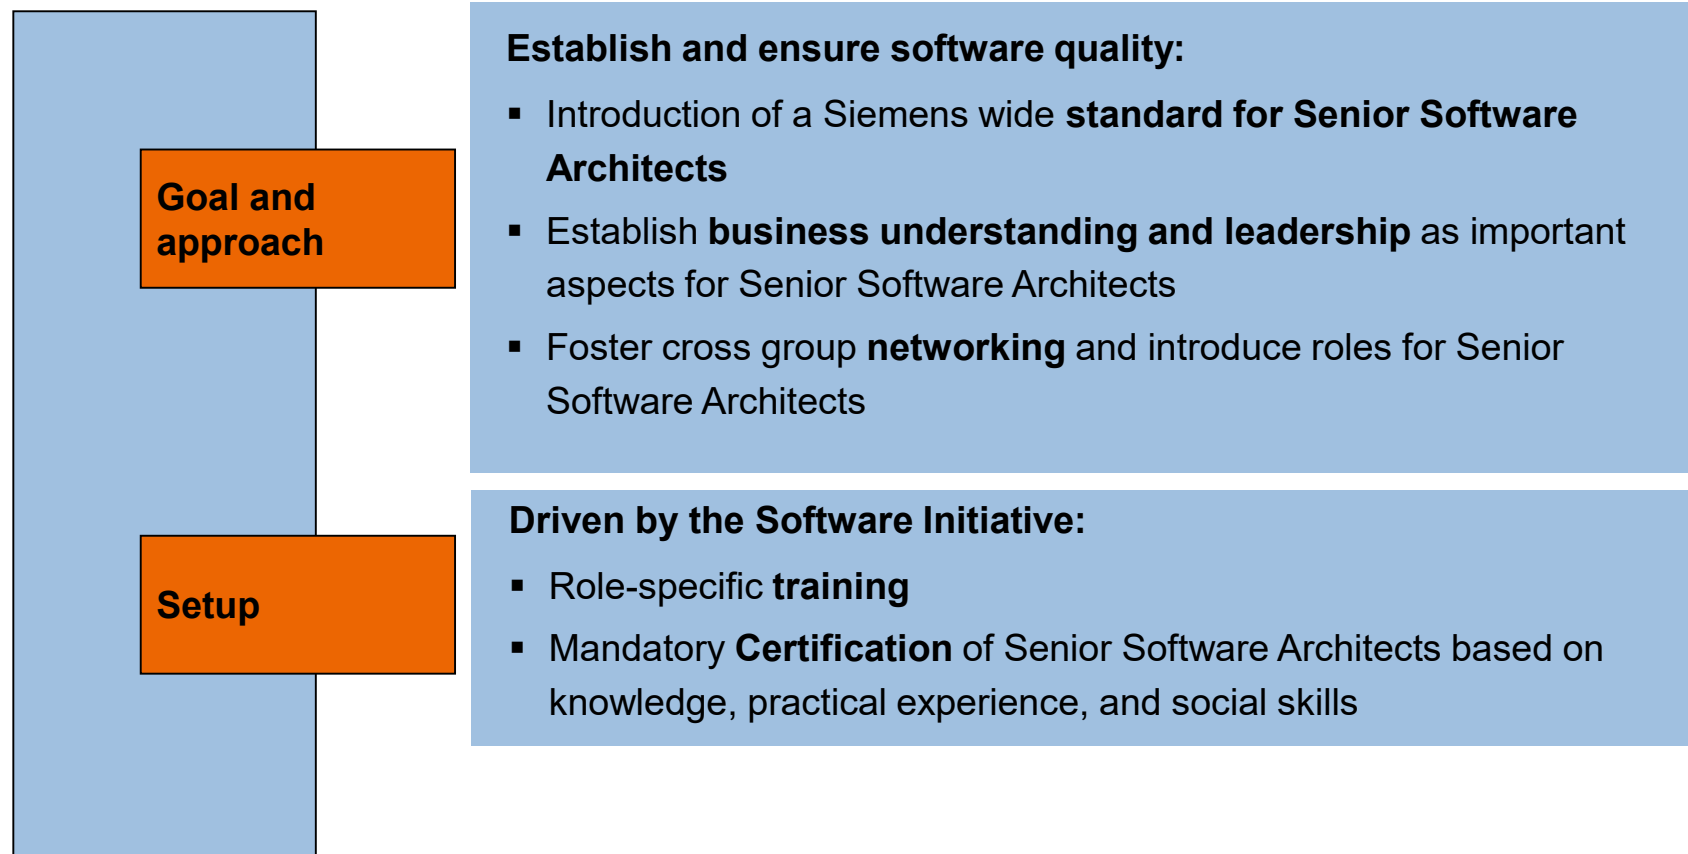 Establish and ensure software quality:
▪ Introduction of a Siemens wide standard for Senior Software
Architects
Goal and
approach
▪ Establish business understanding and leadership as important
aspects for Senior Software Architects
▪ Foster cross group networking and introduce roles for Senior
Software Architects
Driven by the Software Initiative:
Setup
▪ Role-specific training
▪ Mandatory Certification of Senior Software Architects based on
knowledge, practical experience, and social skills